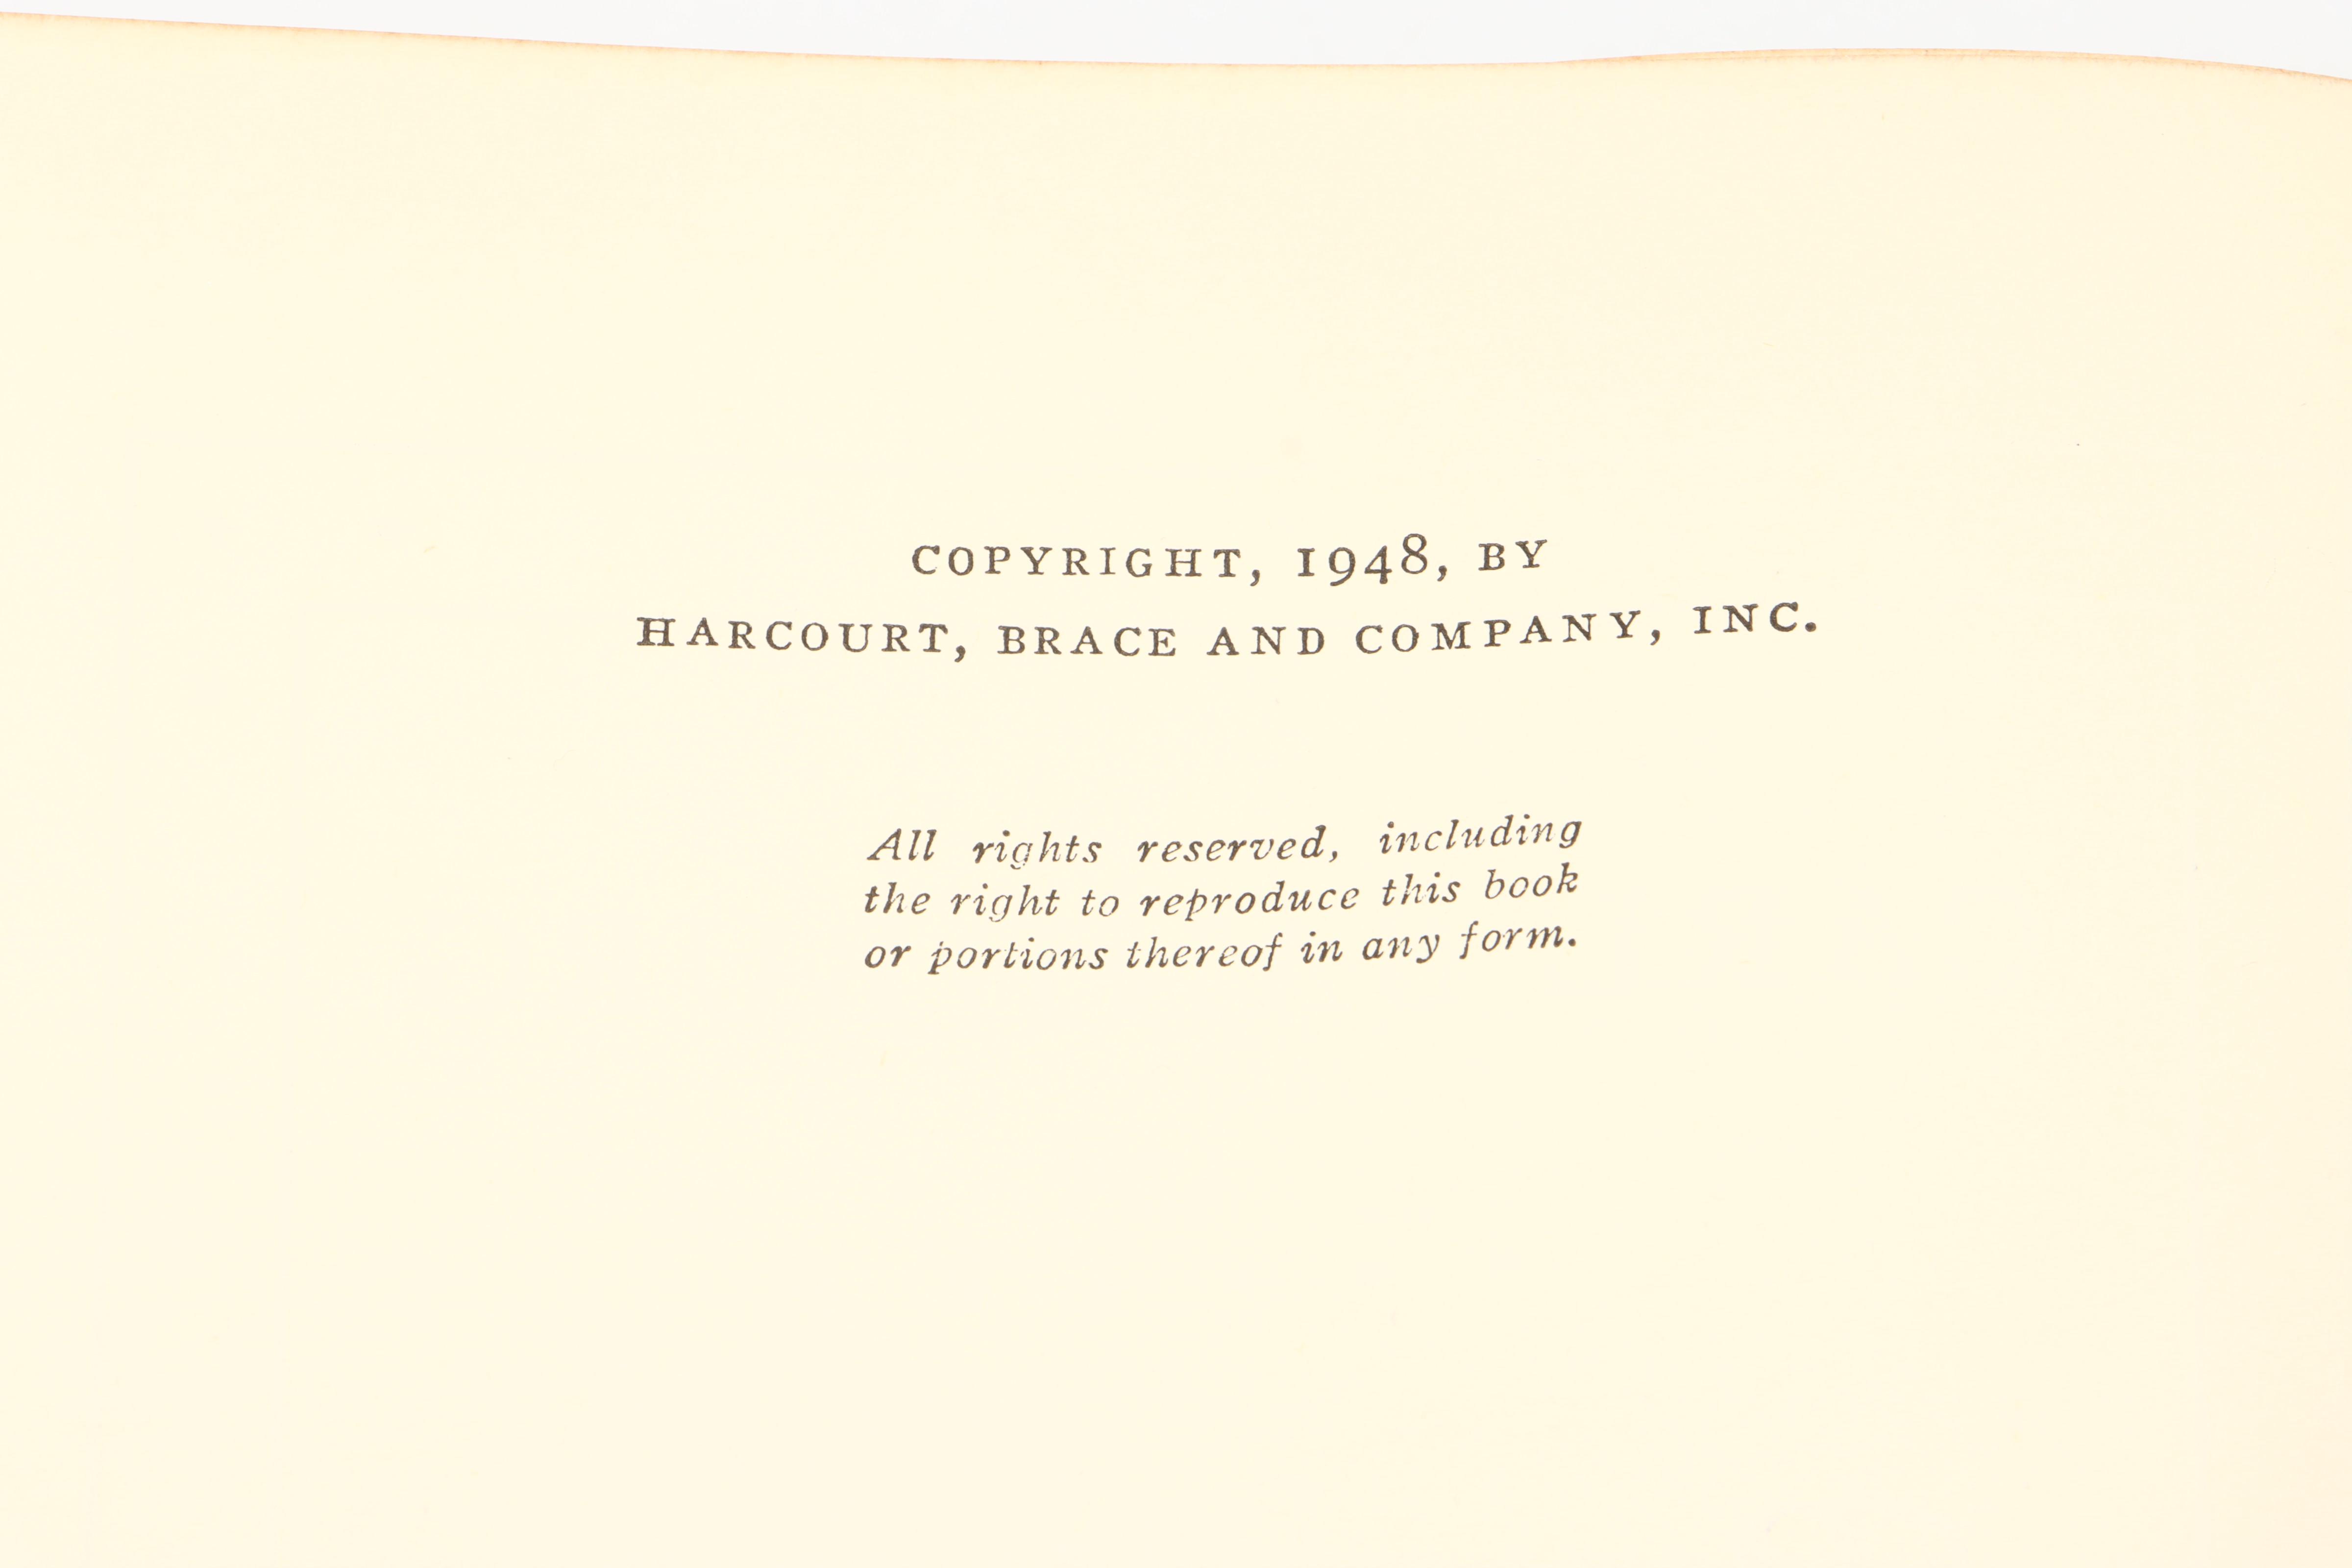 COPYRIGHT, 1948, BY
HARCOURT, BRACE AND COMPANY, INC.
All rights reserved, including
the right to reproduce this book
or portions thereof in any form.